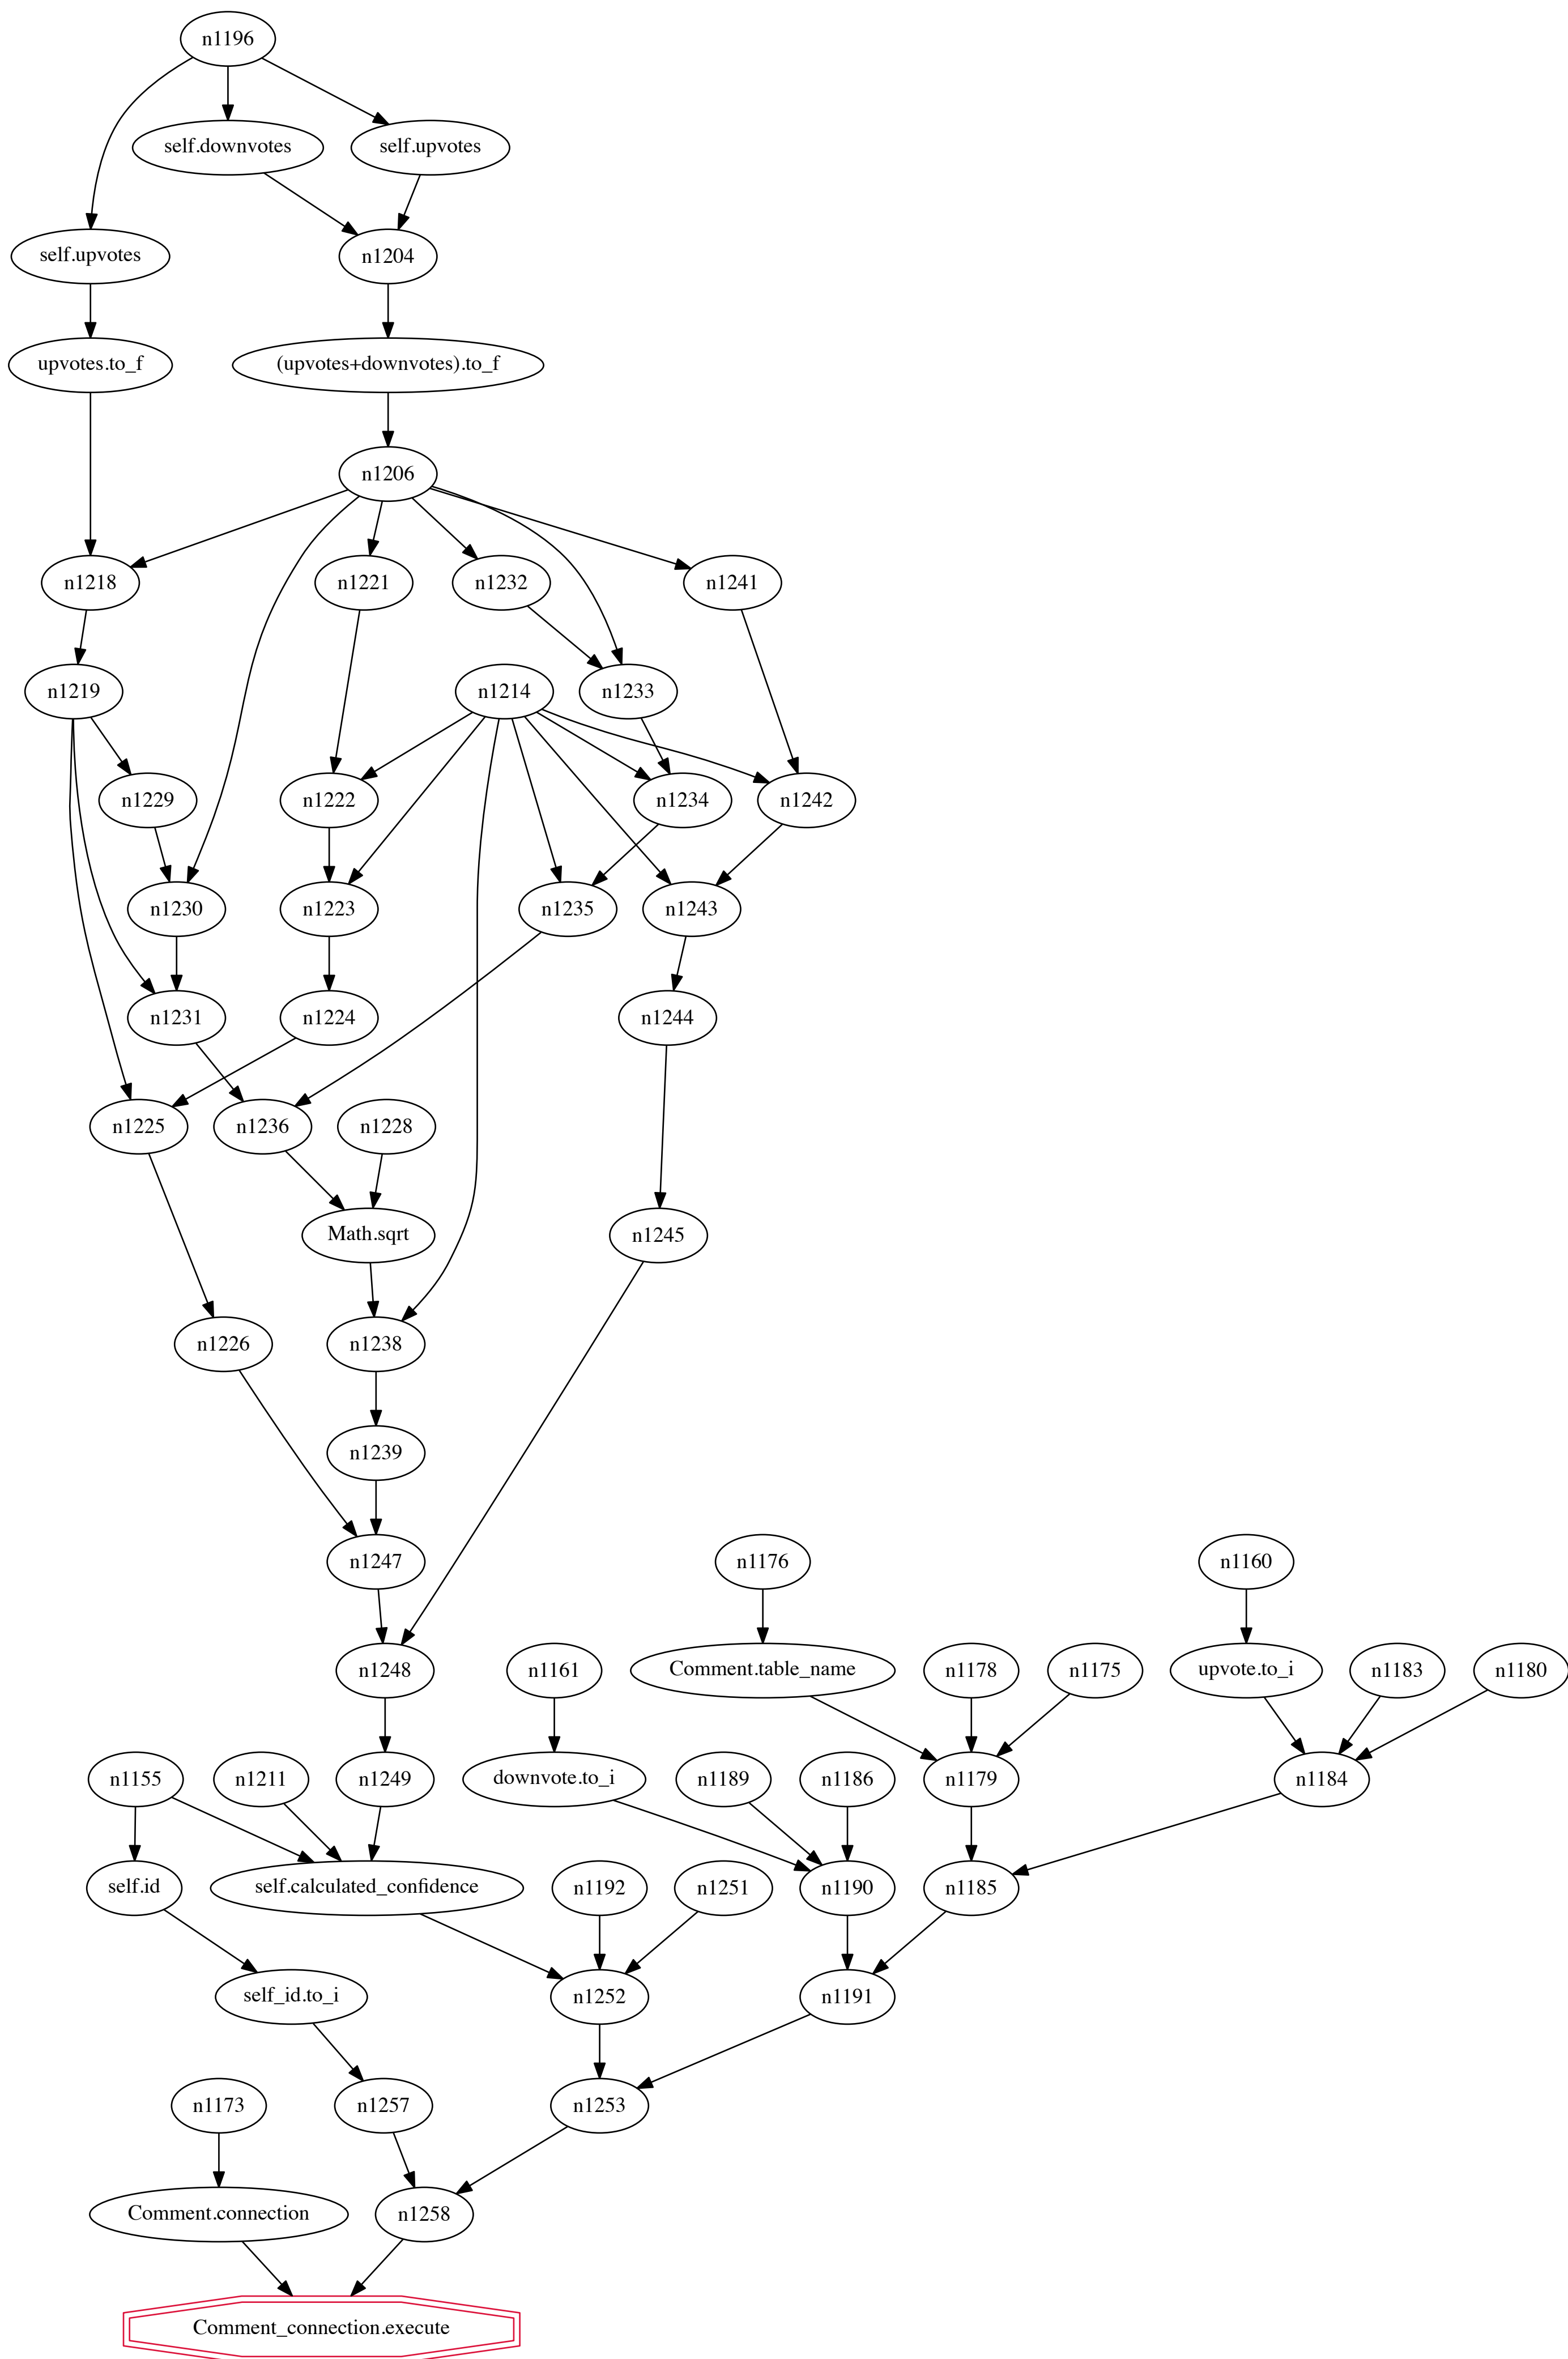 n1196
self.downvotes
self.upvotes
self.upvotes
n1204
upvotes.to_f
(upvotes+downvotes).to_f
n1206
n1218
n1221
n1232
n1241
n1219
n1214
n1233
n1229
n1222
n1234
n1242
n1230
n1223
n1235
n1243
n1231
n1224
n1244
n1225
n1236
n1228
Math.sqrt
n1245
n1226
n1238
n1239
n1247
n1176
n1160
n1248
n1161
Comment.table_name
n1178
n1175
upvote.to_i
n1183
n1180
n1155
n1211
n1249
downvote.to_i
n1189
n1186
n1179
n1184
self.id
self.calculated_confidence
n1192
n1251
n1190
n1185
self_id.to_i
n1252
n1191
n1173
n1257
n1253
Comment.connection
n1258
Comment_connection.execute